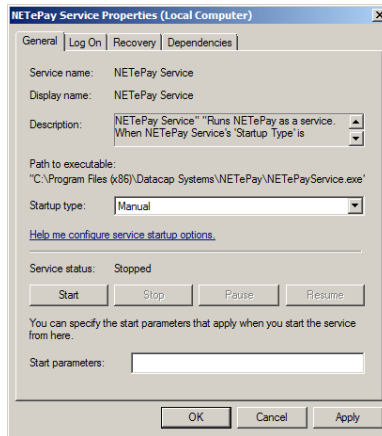 NETePay Service Properties (Local Computer)
General Log On Recovery Dependencies
Service name: NETePay Service
Display name: NETePay Service
Description: NETePay Service" "Runs NETePay as a service.
When NETePay Service's 'Startup Type' is
Path to executable:
"C:\Program Files (x86)\Datacap Systems\NETePay\NETePayService.exe"
Startup type: Manual
Help me configure service startup options.
Service status: Stopped
Start Stop Pause Resume
You can specify the start parameters that apply when you start the service
from here.
Start parameters:
OK Cancel Apply